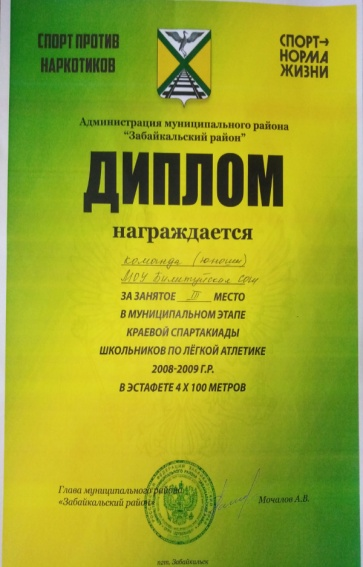 СПОРТ ПРОТИВ НАРКОТИКОВ
СПОРТ→ НОРМА ЖИЗНИ
Администрация муниципального района
"Забайкальский район"
ДИПЛОМ
награждается
команда (юноши)
МОУ Билитуйская СОШ
ЗА ЗАНЯТОЕ III МЕСТО
В МУНИЦИПАЛЬНОМ ЭТАПЕ
КРАЕВОЙ СПАРТАКИАДЫ
ШКОЛЬНИКОВ ПО ЛЁГКОЙ АТЛЕТИКЕ
2008-2009 Г.Р.
В ЭСТАФЕТЕ 4 Х 100 МЕТРОВ
Глава муниципального района
«Забайкальский район»
Мочалов А.В.
пгт. Забайкальск